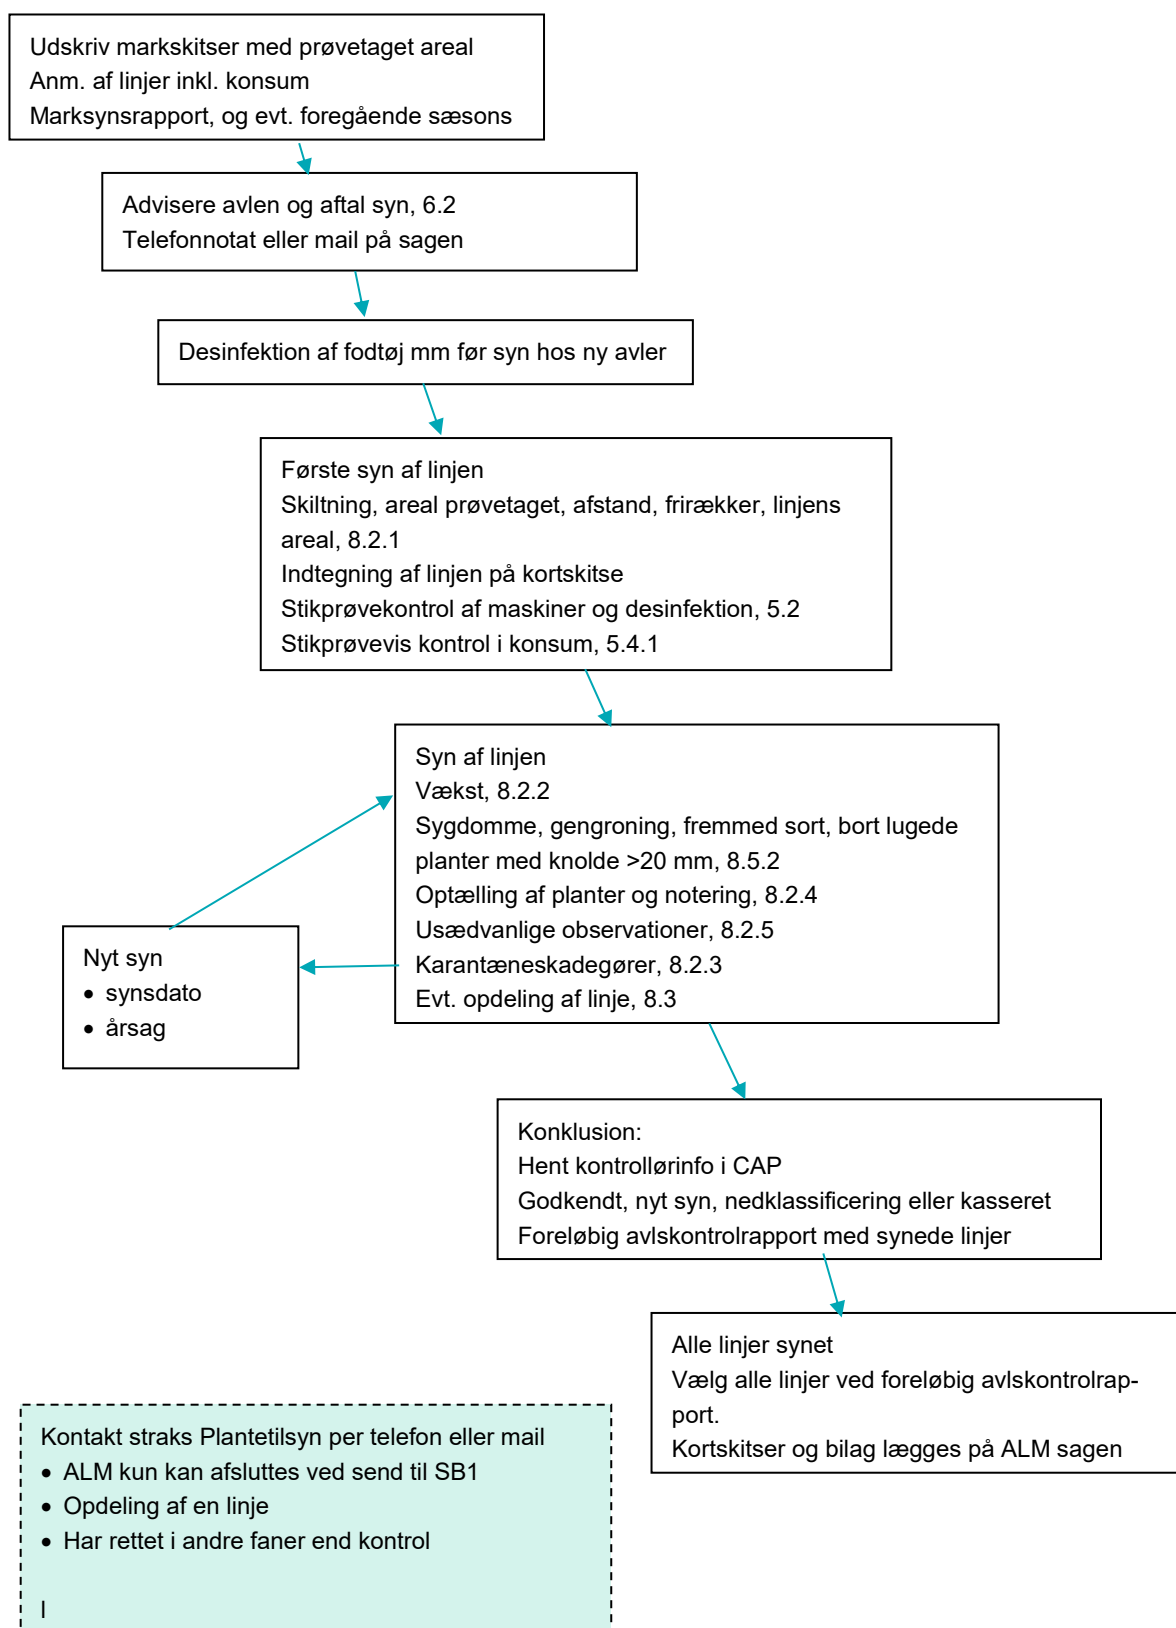 Udskriv markskitser med prøvetaget areal
Anm. af linjer inkl. konsum
Marksynsrapport, og evt. foregående sæsons
Advisere avlen og aftal syn, 6.2
Telefonnotat eller mail på sagen
Desinfektion af fodtøj mm før syn hos ny avler
Første syn af linjen
Skiltning, areal prøvetaget, afstand, frirækker, linjens
areal, 8.2.1
Indtegning af linjen på kortskitse
Stikprøvekontrol af maskiner og desinfektion, 5.2
Stikprøvevis kontrol i konsum, 5.4.1
Syn af linjen
Vækst, 8.2.2
Sygdomme, gengroning, fremmed sort, bort lugede
planter med knolde >20 mm, 8.5.2
Optælling af planter og notering, 8.2.4
Usædvanlige observationer, 8.2.5
Karantæneskadegører, 8.2.3
Evt. opdeling af linje, 8.3
Nyt syn
• synsdato
• årsag
Konklusion:
Hent kontrollørinfo i CAP
Godkendt, nyt syn, nedklassificering eller kasseret
Foreløbig avlskontrolrapport med synede linjer
Alle linjer synet
Vælg alle linjer ved foreløbig avlskontrolrap-
port.
Kortskitser og bilag lægges på ALM sagen
Kontakt straks Plantetilsyn per telefon eller mail
• ALM kun kan afsluttes ved send til SB1
• Opdeling af en linje
• Har rettet i andre faner end kontrol
I